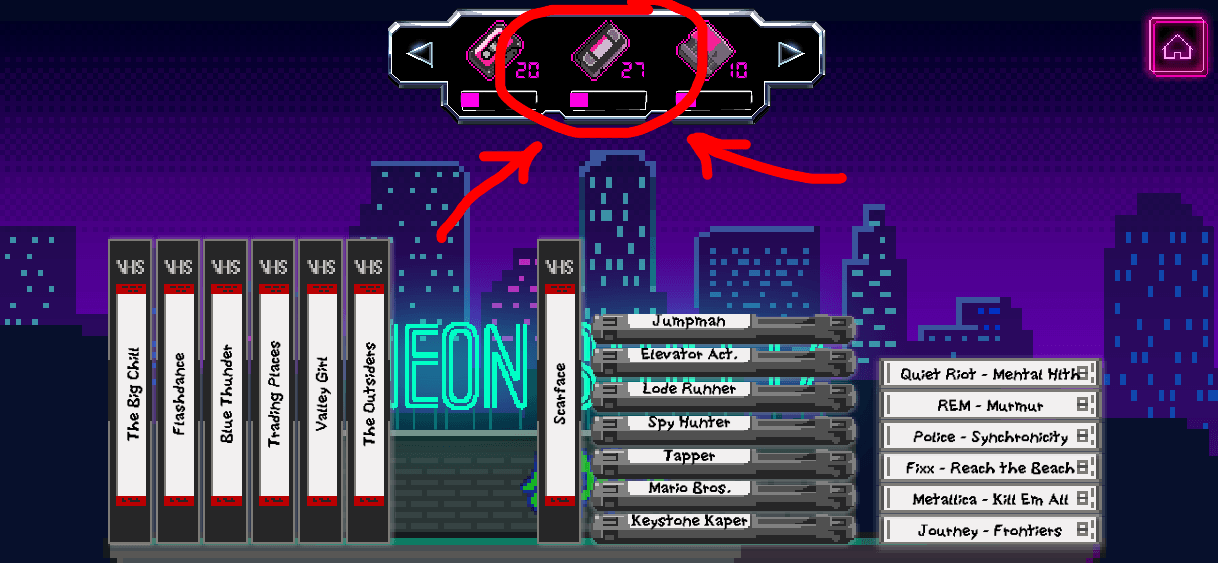 20
27
10
VHS
The Big Chill
VHS
Flashdance
VHS
Blue Thunder
VHS
Trading Places
VHS
Valley Girl
VHS
The Outsiders
NEON
VHS
Scarface
Jumpman
Elevator Act.
Lode Runner
Spy Hunter
Tapper
Mario Bros.
Keystone Kaper
Quiet Riot - Mental Hlth
REM - Murmur
Police - Synchronicity
Fixx - Reach the Beach
Metallica - Kill Em All
Journey - Frontiers